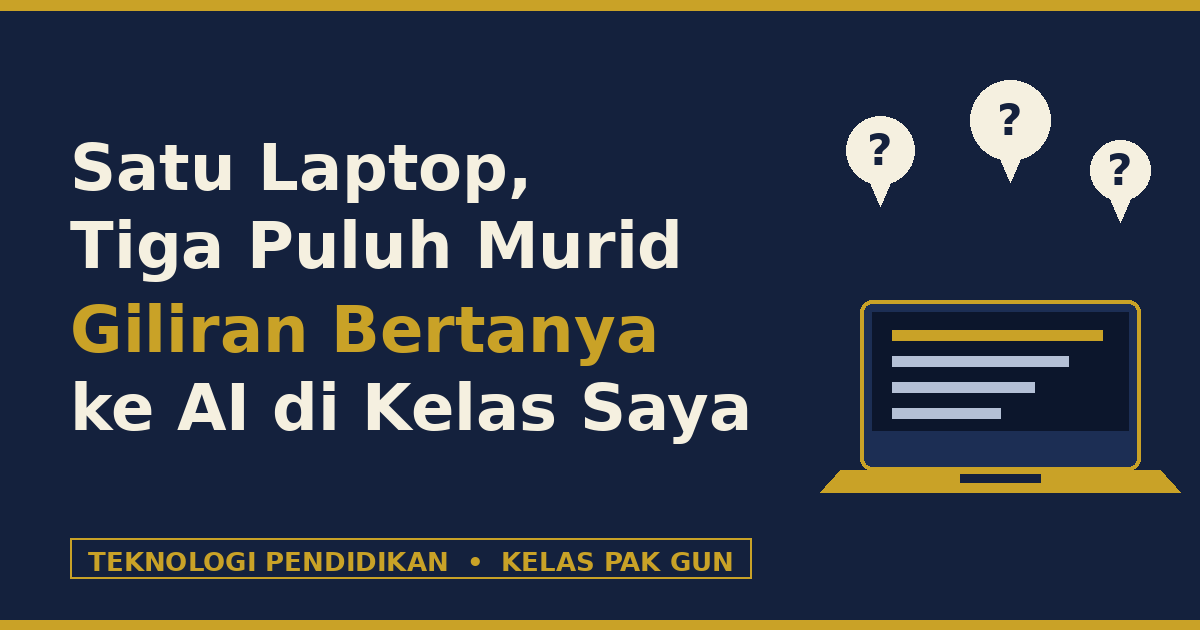 Satu Laptop,
Tiga Puluh Murid
Giliran Bertanya
ke AI di Kelas Saya
? ? ?
TEKNOLOGI PENDIDIKAN • KELAS PAK GUN